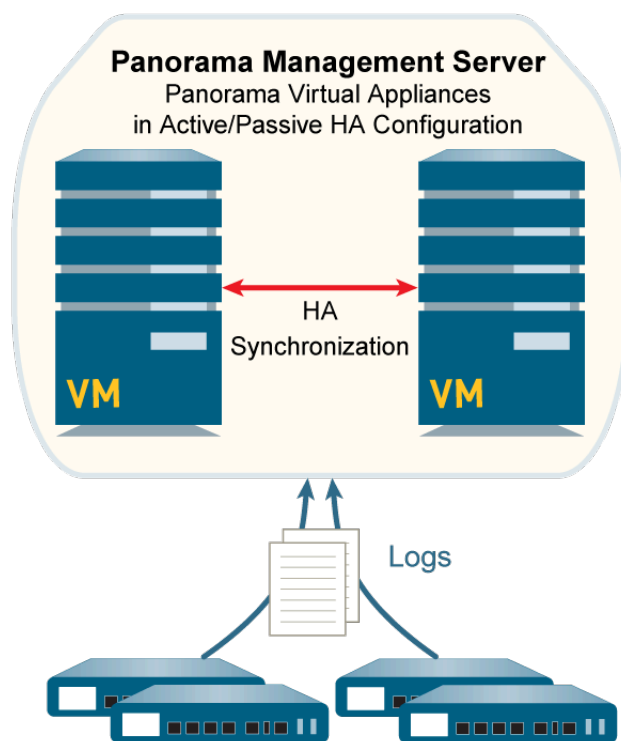 Panorama Management Server
Panorama Virtual Appliances
in Active/Passive HA Configuration
HA
Synchronization
VM
VM
Logs